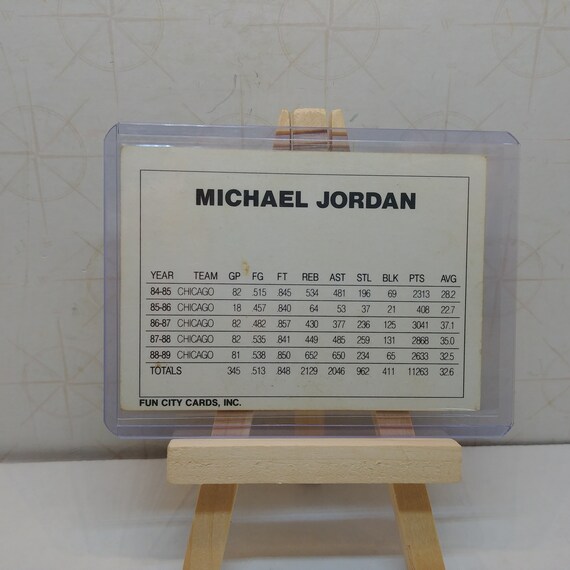 MICHAEL JORDAN
YEAR TEAM GP FG FT REB AST STL BLK PTS AVG
84-85 CHICAGO 82 .515 .845 534 481 196 69 2313 28.2
85-86 CHICAGO 18 .457 .840 64 53 37 21 408 22.7
86-87 CHICAGO 82 .482 .857 430 377 236 125 3041 37.1
87-88 CHICAGO 82 .535 .841 449 485 259 131 2868 35.0
88-89 CHICAGO 81 .538 .850 652 650 234 65 2633 32.5
TOTALS 345 .513 .848 2129 2046 962 411 11263 32.6
FUN CITY CARDS, INC.